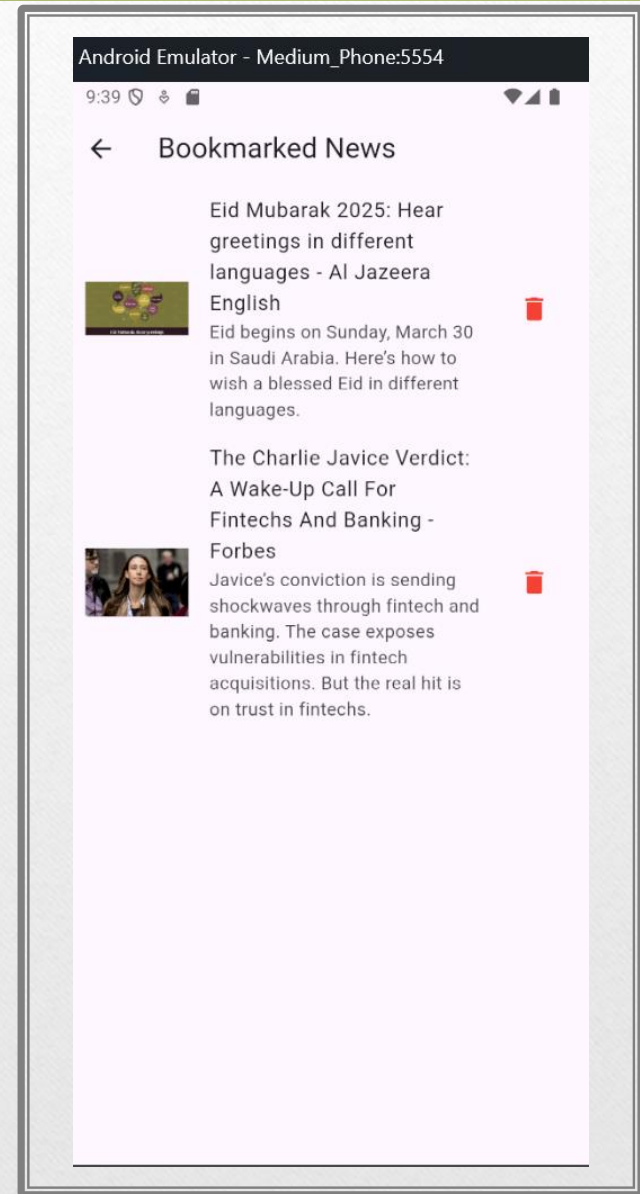 Android Emulator - Medium_Phone:5554
9:39
Bookmarked News
Eid Mubarak 2025: Hear
greetings in different
languages - Al Jazeera
English
Eid begins on Sunday, March 30
in Saudi Arabia. Here’s how to
wish a blessed Eid in different
languages.
The Charlie Javice Verdict:
A Wake-Up Call For
Fintechs And Banking -
Forbes
Javice’s conviction is sending
shockwaves through fintech and
banking. The case exposes
vulnerabilities in fintech
acquisitions. But the real hit is
on trust in fintechs.